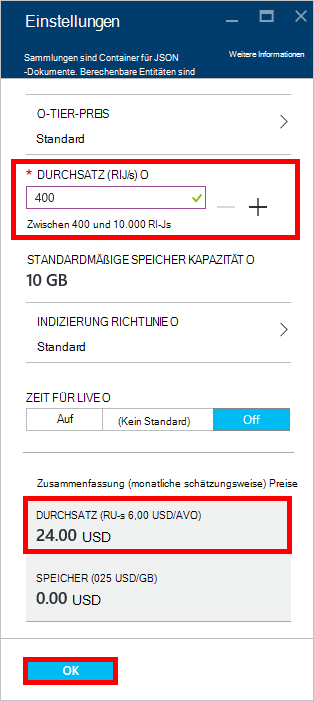 Einstellungen
Sammlungen sind Container für JSON
-Dokumente. Berechenbare Entitäten sind
Weitere Informationen
O-TIER-PREIS
Standard
* DURCHSATZ (RIJ/s) O
400
Zwischen 400 und 10.000 RI-Js
STANDARDMÄßIGE SPEICHER KAPAZITÄT O
10 GB
INDIZIERUNG RICHTLINIE O
Standard
ZEIT FÜR LIVE O
Auf
(Kein Standard)
Off
Zusammenfassung (monatliche schätzungsweise) Preise
DURCHSATZ (RU-s 6,00 USD/AVO)
24.00 USD
SPEICHER (025 USD/GB)
0.00 USD
OK